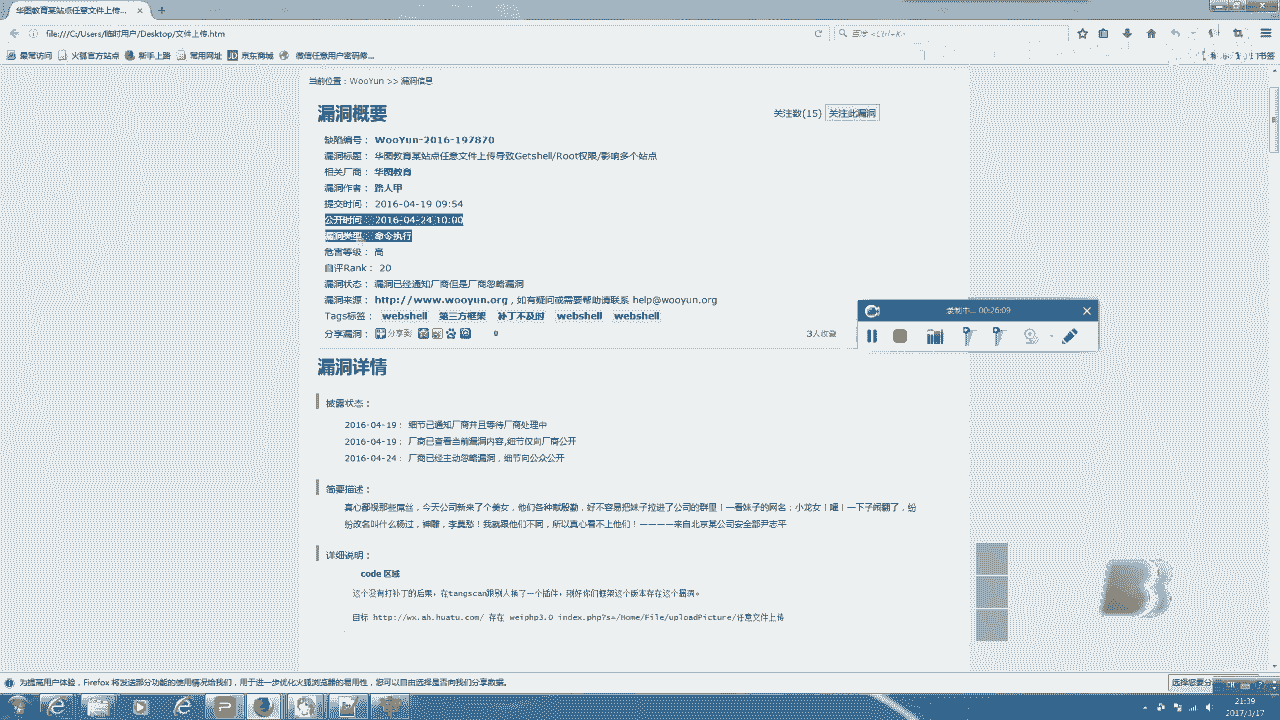 华图教育某站点任意文件上传...
file:///C:/Users/临时用户/Desktop/文件上传.htm
百度 <Ctrl+K>
最常访问 火狐官方站点 新手上路 常用网址 京东商城 微信任意用户密码修...
当前位置：WooYun >> 漏洞信息
漏洞概要
关注数(15) 关注此漏洞
缺陷编号： WooYun-2016-197870
漏洞标题： 华图教育某站点任意文件上传导致Getshell/Root权限/影响多个站点
相关厂商： 华图教育
漏洞作者： 路人甲
提交时间： 2016-04-19 09:54
公开时间： 2016-04-24 10:00
漏洞类型： 命令执行
危害等级： 高
自评Rank： 20
漏洞状态： 漏洞已经通知厂商但是厂商忽略漏洞
漏洞来源： http://www.wooyun.org，如有疑问或需要帮助请联系 help@wooyun.org
Tags标签： webshell 第三方框架 补丁不及时 webshell webshell
分享漏洞： 分享到 0
3人收藏
录制中... 00:26:09
漏洞详情
披露状态：
2016-04-19： 细节已通知厂商并且等待厂商处理中
2016-04-19： 厂商已查看当前漏洞内容,细节仅向厂商公开
2016-04-24： 厂商已经主动忽略漏洞，细节向公众公开
简要描述：
真心鄙视那些屌丝，今天公司新来了个美女，他们各种献殷勤，好不容易把妹子拉进了公司的群里！一看妹子的网名：小龙女！喔！一下子闹翻了，纷
纷改名叫什么杨过，神雕，李莫愁！我就跟他们不同，所以真心看不上他们！————来自北京某公司安全部尹志平
详细说明：
code 区域
这个没有打补丁的后果，在tangscan跟别人换了一个插件，刚好你们框架这个版本存在这个漏洞。
目标 http://wx.ah.huatu.com/ 存在 weiphp3.0 index.php?s=/Home/File/uploadPicture/任意文件上传
为提高用户体验，Firefox 将发送部分功能的使用情况给我们，用于进一步优化火狐浏览器的易用性，您可以自由选择是否向我们分享数据。
选择您要分
21:39
2017/3/17